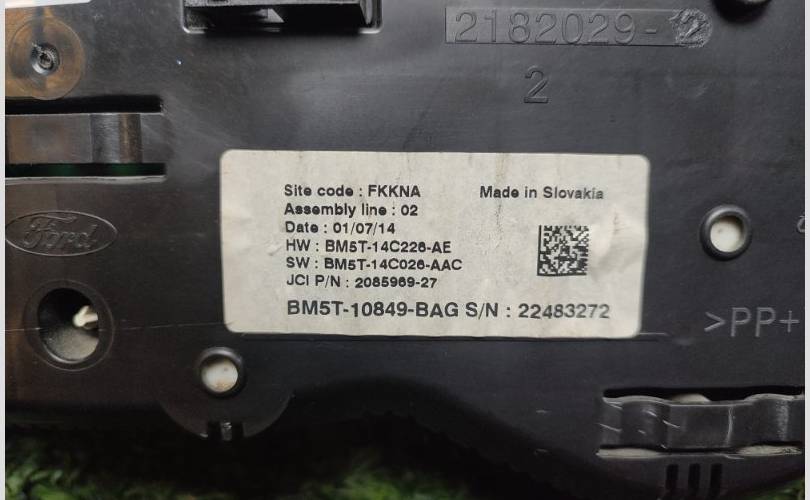 2182029-2
2
Site code : FKKNA
Made in Slovakia
Assembly line : 02
Date : 01/07/14
HW : BM5T-14C226-AE
SW : BM5T-14C026-AAC
JCI P/N : 2085969-27
BM5T-10849-BAG S/N : 22483272
Ford
>PP+